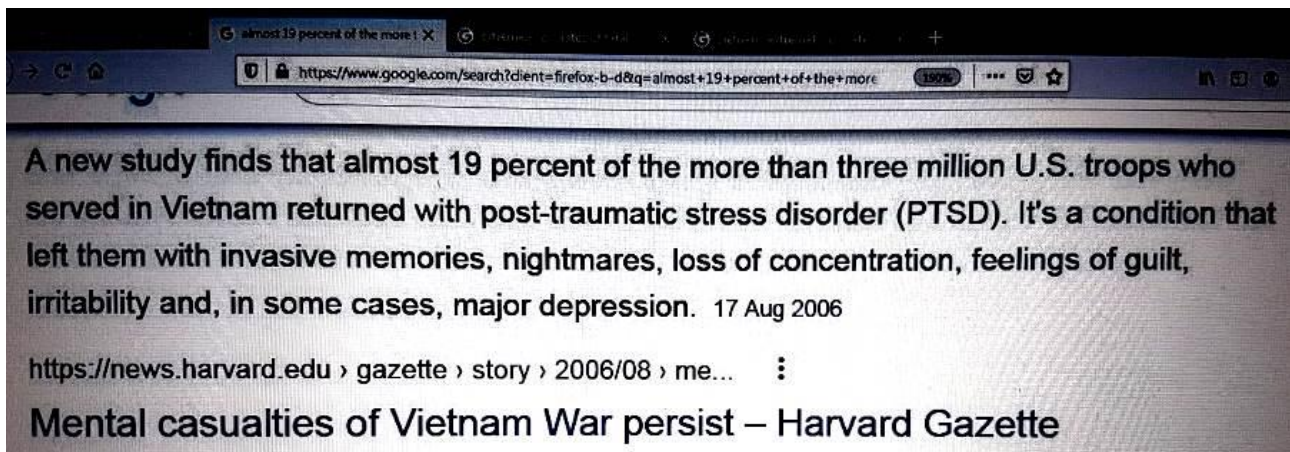 almost 19 percent of the more t
https://www.google.com/search?client=firefox-b-d&q=almost+19+percent+of+the+more
190%
A new study finds that almost 19 percent of the more than three million U.S. troops who
served in Vietnam returned with post-traumatic stress disorder (PTSD). It's a condition that
left them with invasive memories, nightmares, loss of concentration, feelings of guilt,
irritability and, in some cases, major depression. 17 Aug 2006
https://news.harvard.edu › gazette › story › 2006/08 › me...
Mental casualties of Vietnam War persist – Harvard Gazette